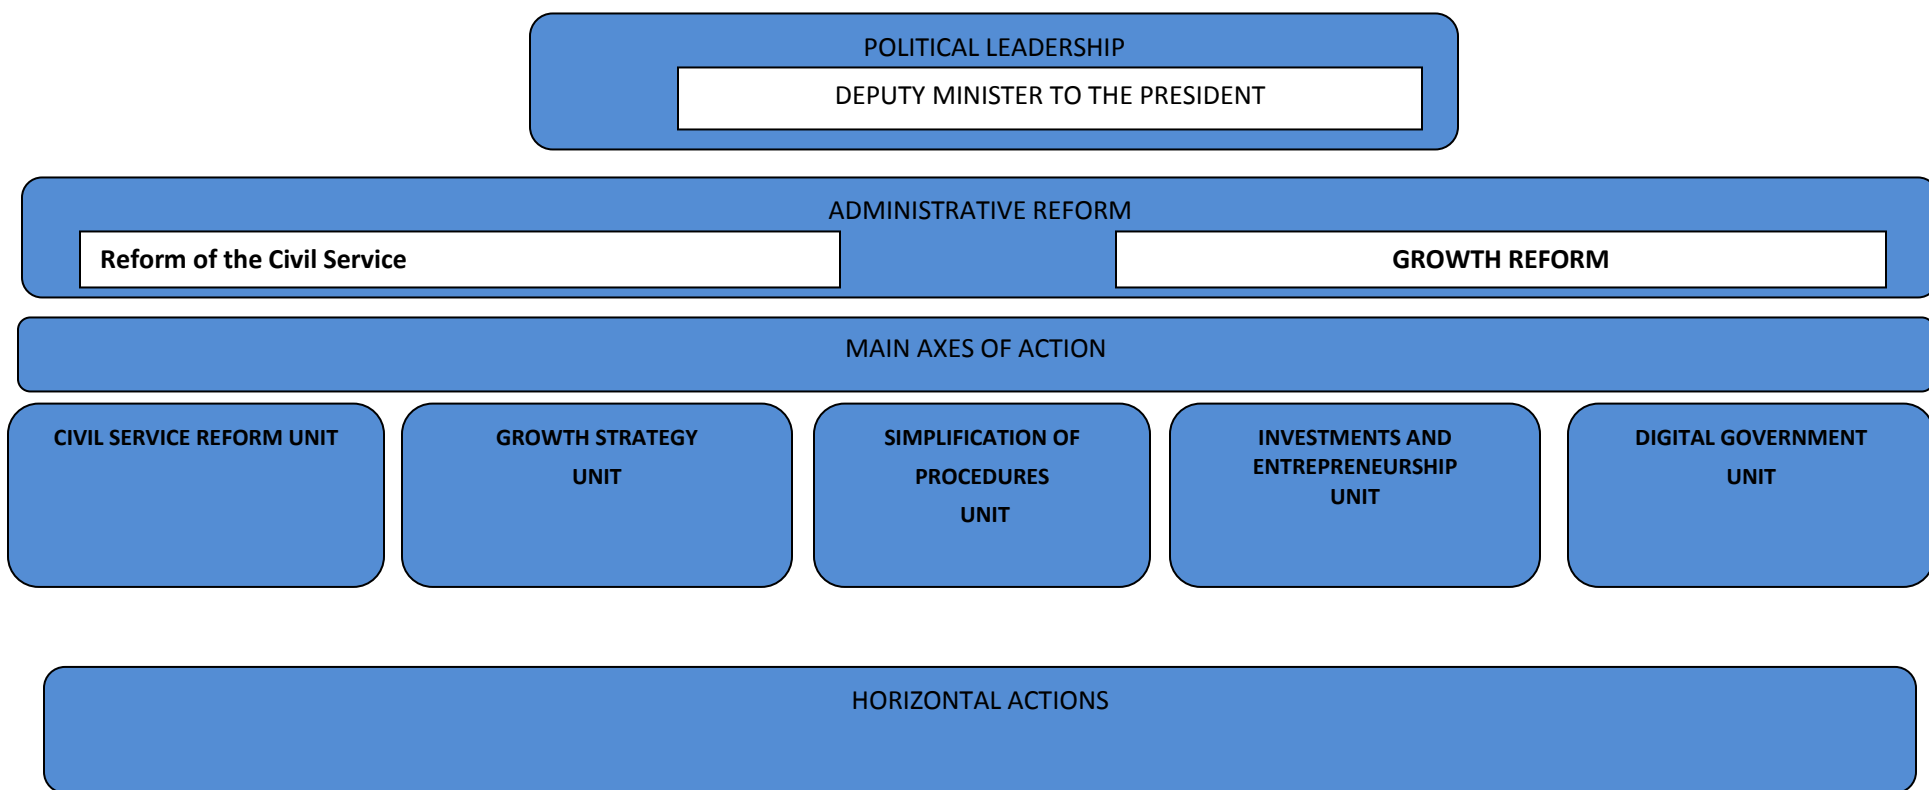 POLITICAL LEADERSHIP
DEPUTY MINISTER TO THE PRESIDENT
ADMINISTRATIVE REFORM
Reform of the Civil Service
GROWTH REFORM
MAIN AXES OF ACTION
CIVIL SERVICE REFORM UNIT
GROWTH STRATEGY
UNIT
SIMPLIFICATION OF
PROCEDURES
UNIT
INVESTMENTS AND
ENTREPRENEURSHIP
UNIT
DIGITAL GOVERNMENT
UNIT
HORIZONTAL ACTIONS